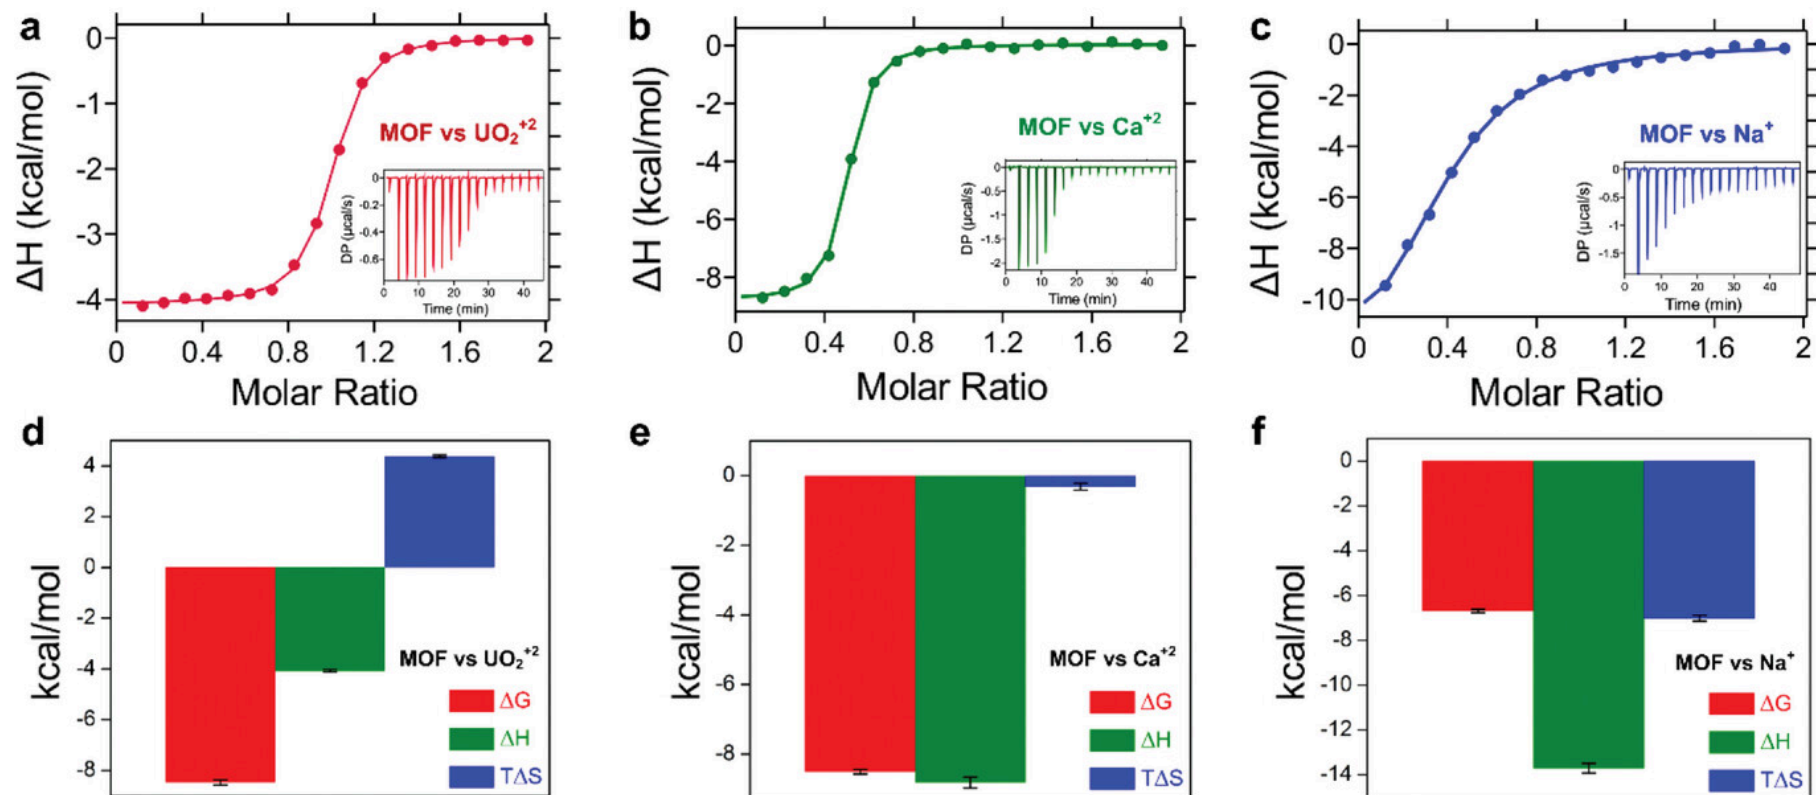 a
ΔH (kcal/mol)
0
-1
-2
-3
-4
MOF vs UO₂⁺²
DP (µcal/s)
0
-0.2
-0.4
-0.6
0 10 20 30 40
Time (min)
0 0.4 0.8 1.2 1.6 2
Molar Ratio
b
ΔH (kcal/mol)
0
-2
-4
-6
-8
MOF vs Ca⁺²
DP (µcal/s)
0
-0.5
-1
-1.5
-2
0 10 20 30 40
Time (min)
0 0.4 0.8 1.2 1.6 2
Molar Ratio
c
ΔH (kcal/mol)
0
-2
-4
-6
-8
-10
MOF vs Na⁺
DP (µcal/s)
0
-0.5
-1
-1.5
0 10 20 30 40
Time (min)
0 0.4 0.8 1.2 1.6 2
Molar Ratio
d
kcal/mol
4
2
0
-2
-4
-6
-8
MOF vs UO₂⁺²
ΔG
ΔH
TΔS
e
kcal/mol
0
-2
-4
-6
-8
MOF vs Ca⁺²
ΔG
ΔH
TΔS
f
kcal/mol
0
-2
-4
-6
-8
-10
-12
-14
MOF vs Na⁺
ΔG
ΔH
TΔS